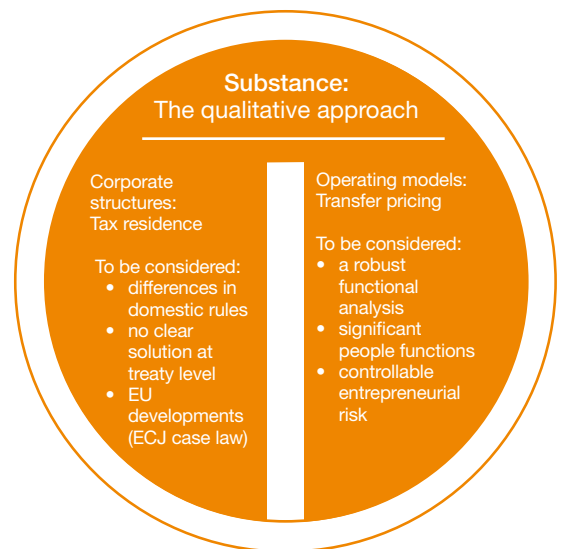 Substance:
The qualitative approach
Corporate
structures:
Tax residence
To be considered:
• differences in
domestic rules
• no clear
solution at
treaty level
• EU
developments
(ECJ case law)
Operating models:
Transfer pricing
To be considered:
• a robust
functional
analysis
• significant
people functions
• controllable
entrepreneurial
risk